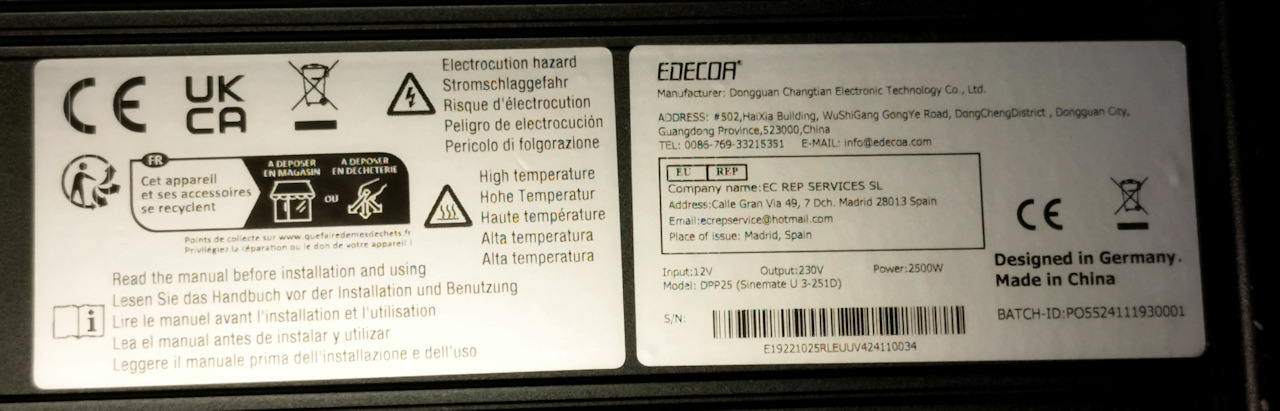 CE
UK
CA
Electrocution hazard
Stromschlaggefahr
Risque d'électrocution
Peligro de electrocución
Pericolo di folgorazione
FR
Cet appareil
et ses accessoires
se recyclent
A DEPOSER
EN MAGASIN
OU
A DEPOSER
EN DECHETERIE
Points de collecte sur www.quefairedemesdechets.fr
Privilégiez la réparation ou le don de votre appareil !
High temperature
Hohe Temperatur
Haute température
Alta temperatura
Alta temperatura
Read the manual before installation and using
Lesen Sie das Handbuch vor der Installation und Benutzung
Lire le manuel avant l'installation et l'utilisation
Lea el manual antes de instalar y utilizar
Leggere il manuale prima dell'installazione e dell'uso
EDECOA®
Manufacturer: Dongguan Changtian Electronic Technology Co., Ltd.
ADDRESS: #502,HaiXia Building, WuShiGang GongYe Road, DongChengDistrict , Dongguan City,
Guangdong Province,523000,China
TEL: 0086-769-33215351 E-MAIL: info@edecoa.com
EU REP
Company name:EC REP SERVICES SL
Address:Calle Gran Via 49, 7 Dch. Madrid 28013 Spain
Email:ecrepservice@hotmail.com
Place of Issue: Madrid, Spain
CE
Input:12V Output:230V Power:2500W
Model: DPP25 (Sinemate U 3-251D)
Designed in Germany.
Made in China
S/N:
E19221025RLEUUV424110034
BATCH-ID:PO5524111930001